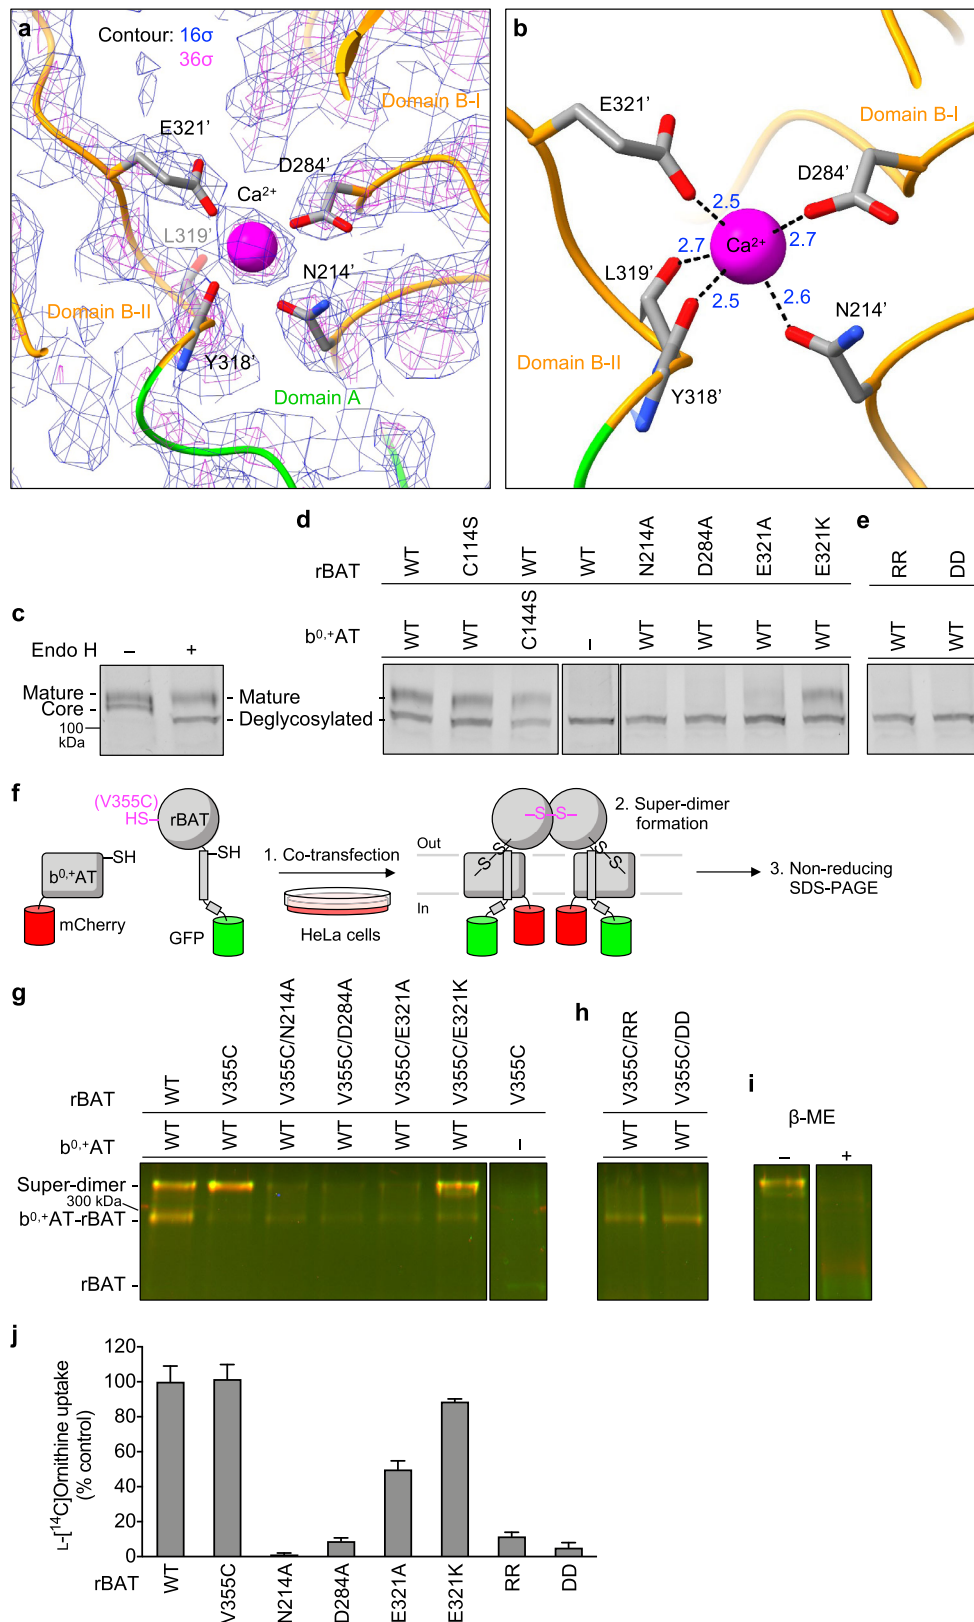 a
Contour: 16σ
36σ
Domain B-I
E321’
D284’
Ca²⁺
L319’
N214’
Domain B-II
Y318’
Domain A
b
E321’
Domain B-I
D284’
2.5
2.7
Ca²⁺
2.7
L319’
2.5
2.6
N214’
Domain B-II
Y318’
c
Endo H – +
Mature
Core
100
kDa
d
rBAT WT C114S WT WT N214A D284A E321A E321K
b⁰,⁺AT WT WT C144S – WT WT WT WT
Mature
Deglycosylated
e
RR DD
WT WT
f
(V355C)
HS
rBAT
SH
SH
b⁰,⁺AT
mCherry
GFP
1. Co-transfection
HeLa cells
Out
In
–S–S–
S
S
S
S
2. Super-dimer
formation
3. Non-reducing
SDS-PAGE
g
rBAT WT V355C V355C/N214A V355C/D284A V355C/E321A V355C/E321K V355C
b⁰,⁺AT WT WT WT WT WT WT –
Super-dimer
300 kDa
b⁰,⁺AT-rBAT
rBAT
h
V355C/RR V355C/DD
WT WT
i
β-ME
– +
j
L-[¹⁴C]Ornithine uptake
(% control)
120
100
80
60
40
20
0
rBAT WT V355C N214A D284A E321A E321K RR DD